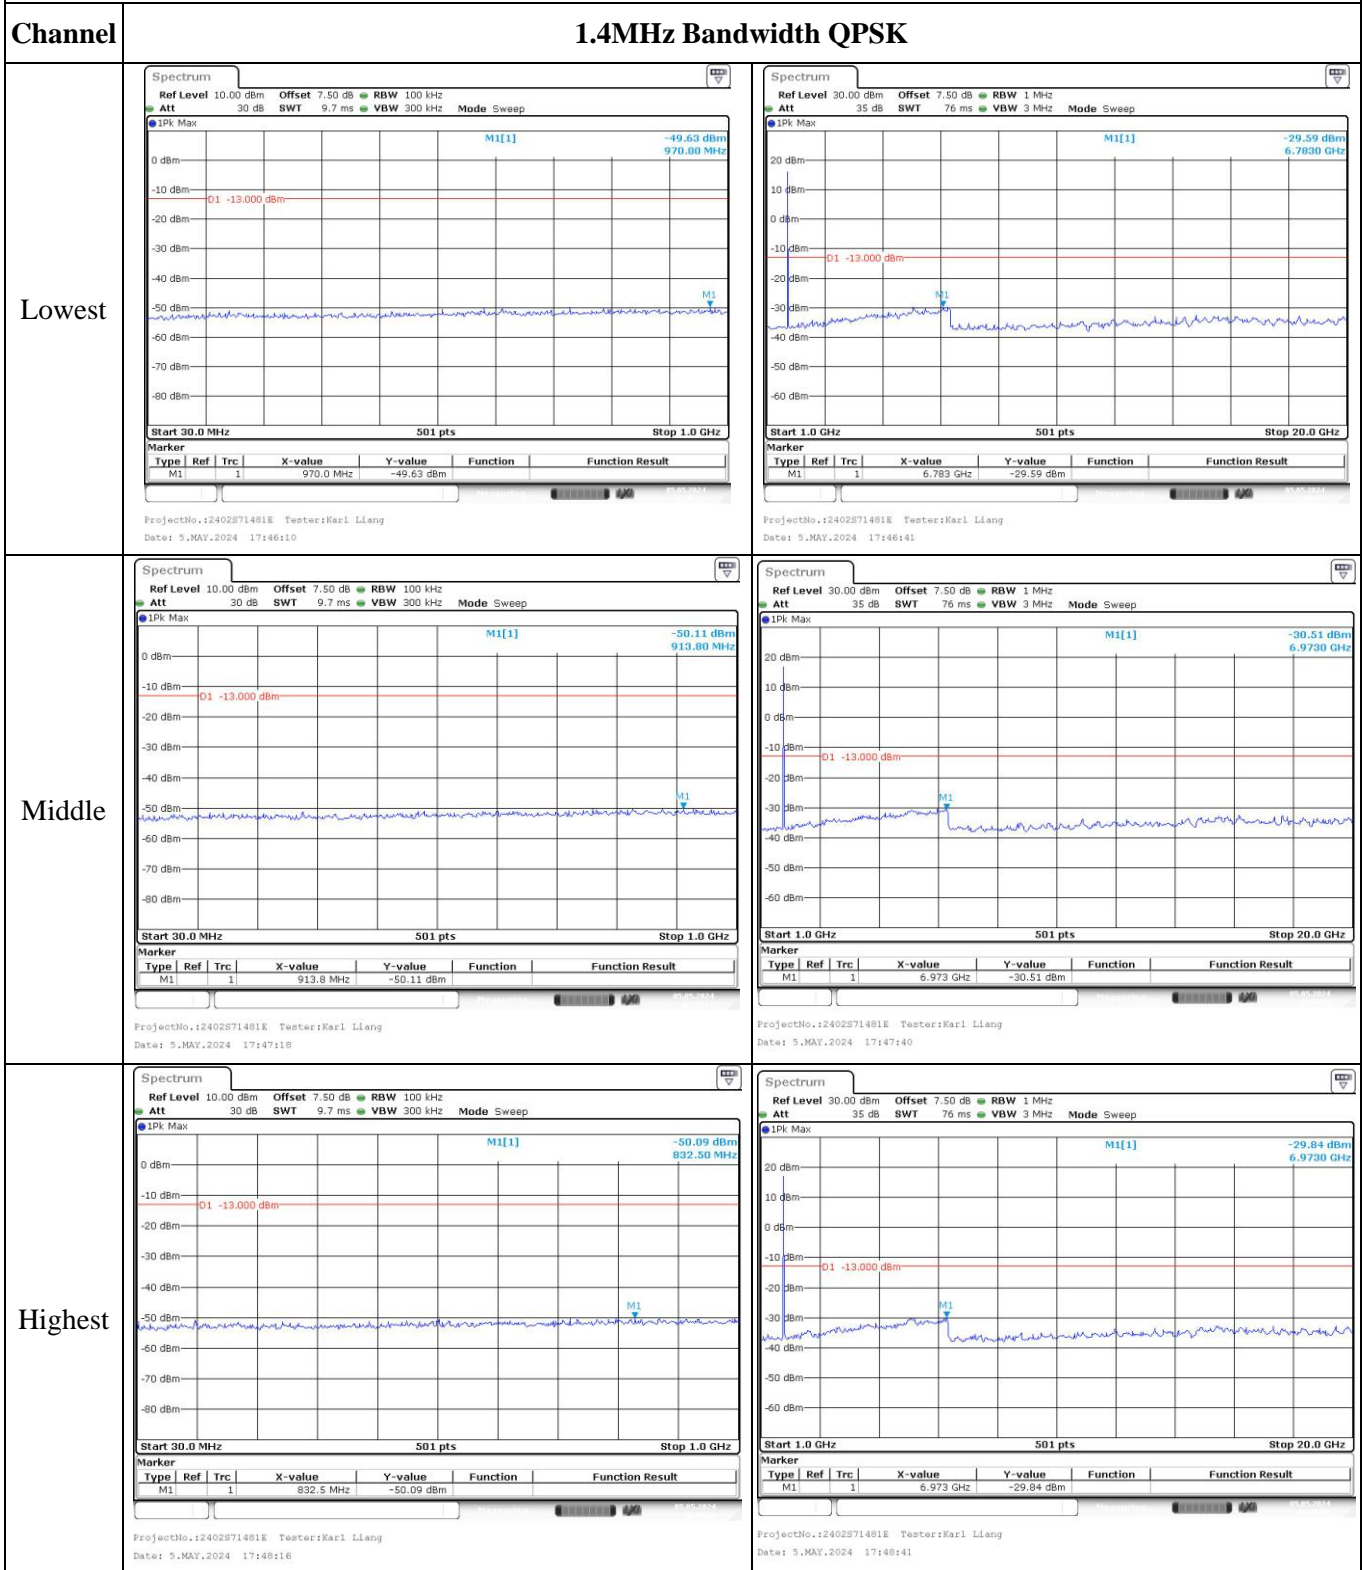 Channel 1.4MHz Bandwidth QPSK
Lowest
Spectrum
Ref Level 10.00 dBm Offset 7.50 dB RBW 100 kHz
Att 30 dB SWT 9.7 ms VBW 300 kHz Mode Sweep
1Pk Max
M1[1] -49.63 dBm
970.00 MHz
0 dBm
-10 dBm
D1 -13.000 dBm
-20 dBm
-30 dBm
-40 dBm
M1
-50 dBm
-60 dBm
-70 dBm
-80 dBm
Start 30.0 MHz 501 pts Stop 1.0 GHz
Marker
Type Ref Trc X-value Y-value Function Function Result
M1 1 970.0 MHz -49.63 dBm
ProjectNo.:2402S71481E Tester:Karl Liang
Date: 5.MAY.2024 17:46:10
Spectrum
Ref Level 30.00 dBm Offset 7.50 dB RBW 1 MHz
Att 35 dB SWT 76 ms VBW 3 MHz Mode Sweep
1Pk Max
M1[1] -29.59 dBm
6.7830 GHz
20 dBm
10 dBm
0 dBm
-10 dBm
D1 -13.000 dBm
-20 dBm
M1
-30 dBm
-40 dBm
-50 dBm
-60 dBm
Start 1.0 GHz 501 pts Stop 20.0 GHz
Marker
Type Ref Trc X-value Y-value Function Function Result
M1 1 6.783 GHz -29.59 dBm
ProjectNo.:2402S71481E Tester:Karl Liang
Date: 5.MAY.2024 17:46:41
Middle
Spectrum
Ref Level 10.00 dBm Offset 7.50 dB RBW 100 kHz
Att 30 dB SWT 9.7 ms VBW 300 kHz Mode Sweep
1Pk Max
M1[1] -50.11 dBm
913.80 MHz
0 dBm
-10 dBm
D1 -13.000 dBm
-20 dBm
-30 dBm
-40 dBm
M1
-50 dBm
-60 dBm
-70 dBm
-80 dBm
Start 30.0 MHz 501 pts Stop 1.0 GHz
Marker
Type Ref Trc X-value Y-value Function Function Result
M1 1 913.8 MHz -50.11 dBm
ProjectNo.:2402S71481E Tester:Karl Liang
Date: 5.MAY.2024 17:47:18
Spectrum
Ref Level 30.00 dBm Offset 7.50 dB RBW 1 MHz
Att 35 dB SWT 76 ms VBW 3 MHz Mode Sweep
1Pk Max
M1[1] -30.51 dBm
6.9730 GHz
20 dBm
10 dBm
0 dBm
-10 dBm
D1 -13.000 dBm
-20 dBm
M1
-30 dBm
-40 dBm
-50 dBm
-60 dBm
Start 1.0 GHz 501 pts Stop 20.0 GHz
Marker
Type Ref Trc X-value Y-value Function Function Result
M1 1 6.973 GHz -30.51 dBm
ProjectNo.:2402S71481E Tester:Karl Liang
Date: 5.MAY.2024 17:47:40
Highest
Spectrum
Ref Level 10.00 dBm Offset 7.50 dB RBW 100 kHz
Att 30 dB SWT 9.7 ms VBW 300 kHz Mode Sweep
1Pk Max
M1[1] -50.09 dBm
832.50 MHz
0 dBm
-10 dBm
D1 -13.000 dBm
-20 dBm
-30 dBm
-40 dBm
M1
-50 dBm
-60 dBm
-70 dBm
-80 dBm
Start 30.0 MHz 501 pts Stop 1.0 GHz
Marker
Type Ref Trc X-value Y-value Function Function Result
M1 1 832.5 MHz -50.09 dBm
ProjectNo.:2402S71481E Tester:Karl Liang
Date: 5.MAY.2024 17:48:16
Spectrum
Ref Level 30.00 dBm Offset 7.50 dB RBW 1 MHz
Att 35 dB SWT 76 ms VBW 3 MHz Mode Sweep
1Pk Max
M1[1] -29.84 dBm
6.9730 GHz
20 dBm
10 dBm
0 dBm
-10 dBm
D1 -13.000 dBm
-20 dBm
M1
-30 dBm
-40 dBm
-50 dBm
-60 dBm
Start 1.0 GHz 501 pts Stop 20.0 GHz
Marker
Type Ref Trc X-value Y-value Function Function Result
M1 1 6.973 GHz -29.84 dBm
ProjectNo.:2402S71481E Tester:Karl Liang
Date: 5.MAY.2024 17:48:41